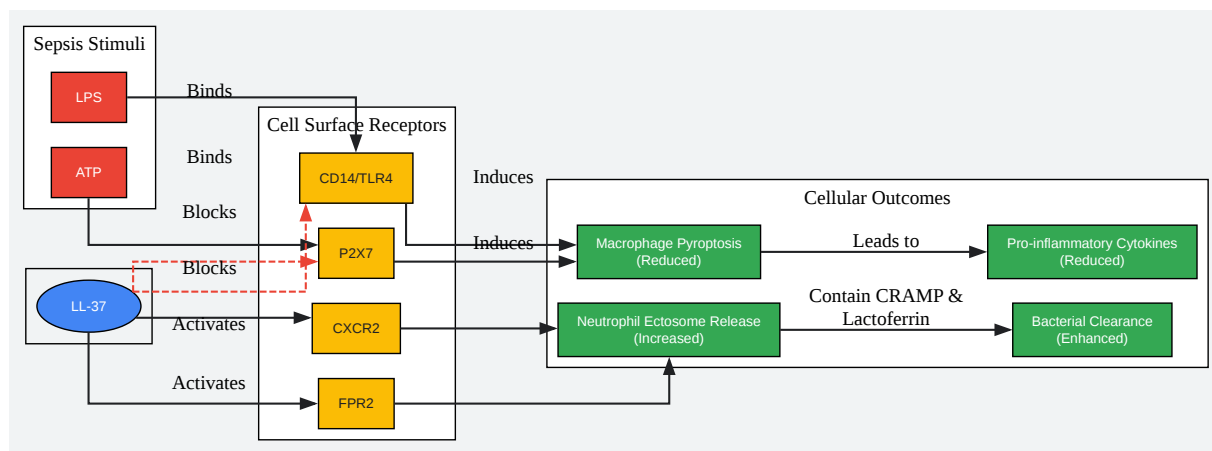 Sepsis Stimuli
LPS
ATP
LL-37
Binds
Binds
Blocks
Blocks
Activates
Activates
Cell Surface Receptors
CD14/TLR4
P2X7
CXCR2
FPR2
Induces
Induces
Cellular Outcomes
Macrophage Pyroptosis
(Reduced)
Leads to
Pro-inflammatory Cytokines
(Reduced)
Neutrophil Ectosome Release
(Increased)
Contain CRAMP &
Lactoferrin
Bacterial Clearance
(Enhanced)